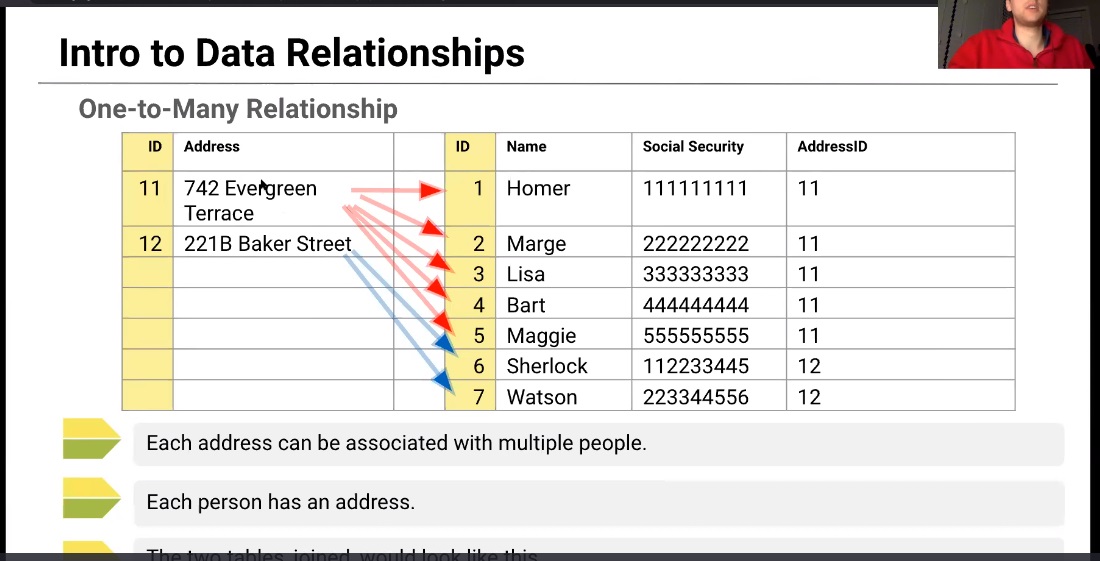 Intro to Data Relationships
One-to-Many Relationship
ID Address ID Name Social Security AddressID
11 742 Evergreen 1 Homer 111111111 11
Terrace
12 221B Baker Street 2 Marge 222222222 11
3 Lisa 333333333 11
4 Bart 444444444 11
5 Maggie 555555555 11
6 Sherlock 112233445 12
7 Watson 223344556 12
Each address can be associated with multiple people.
Each person has an address.
The two tables, joined, would look like this